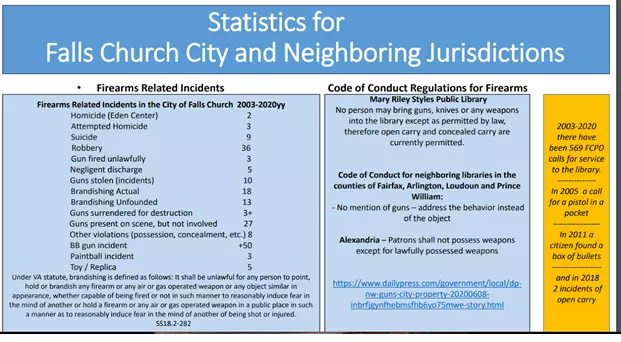 Statistics for
Falls Church City and Neighboring Jurisdictions
• Firearms Related Incidents
Firearms Related Incidents in the City of Falls Church 2003-2020yy
Homicide (Eden Center) 2
Attempted Homicide 3
Suicide 9
Robbery 36
Gun fired unlawfully 3
Negligent discharge 5
Guns stolen (incidents) 10
Brandishing Actual 18
Brandishing Unfounded 13
Guns surrendered for destruction 3+
Guns present on scene, but not involved 27
Other violations (possession, concealment, etc.) 8
BB gun incident +50
Paintball incident 3
Toy / Replica 5
Under VA statute, brandishing is defined as follows: It shall be unlawful for any person to point,
hold or brandish any firearm or any air or gas operated weapon or any object similar in
appearance, whether capable of being fired or not in such manner to reasonably induce fear in
the mind of another or hold a firearm or any air or gas operated weapon in a public place in such
a manner as to reasonably induce fear in the mind of another of being shot or injured.
SS18.2-282
Code of Conduct Regulations for Firearms
Mary Riley Styles Public Library
No person may bring guns, knives or any weapons
into the library except as permitted by law,
therefore open carry and concealed carry are
currently permitted.
Code of Conduct for neighboring libraries in the
counties of Fairfax, Arlington, Loudoun and Prince
William:
- No mention of guns – address the behavior instead
of the object
Alexandria – Patrons shall not possess weapons
except for lawfully possessed weapons
https://www.dailypress.com/government/local/dp-
nw-guns-city-property-20200608-
inbrfjgynfhebmsfhb6yo75mwe-story.html
2003-2020
there have
been 569 FCPD
calls for service
to the library.
--------------
In 2005 a call
for a pistol in a
pocket
-----------------
In 2011 a
citizen found a
box of bullets
------------------
and in 2018
2 incidents of
open carry